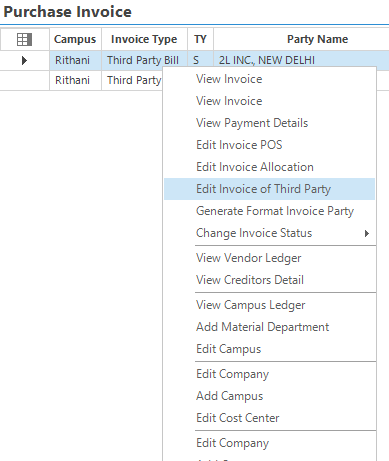 Purchase Invoice
Campus Invoice Type TY Party Name
Rithani Third Party Bill S 2L INC., NEW DELHI
Rithani Third Party
View Invoice
View Invoice
View Payment Details
Edit Invoice POS
Edit Invoice Allocation
Edit Invoice of Third Party
Generate Format Invoice Party
Change Invoice Status
View Vendor Ledger
View Creditors Detail
View Campus Ledger
Add Material Department
Edit Campus
Edit Company
Add Campus
Edit Cost Center
Edit Company